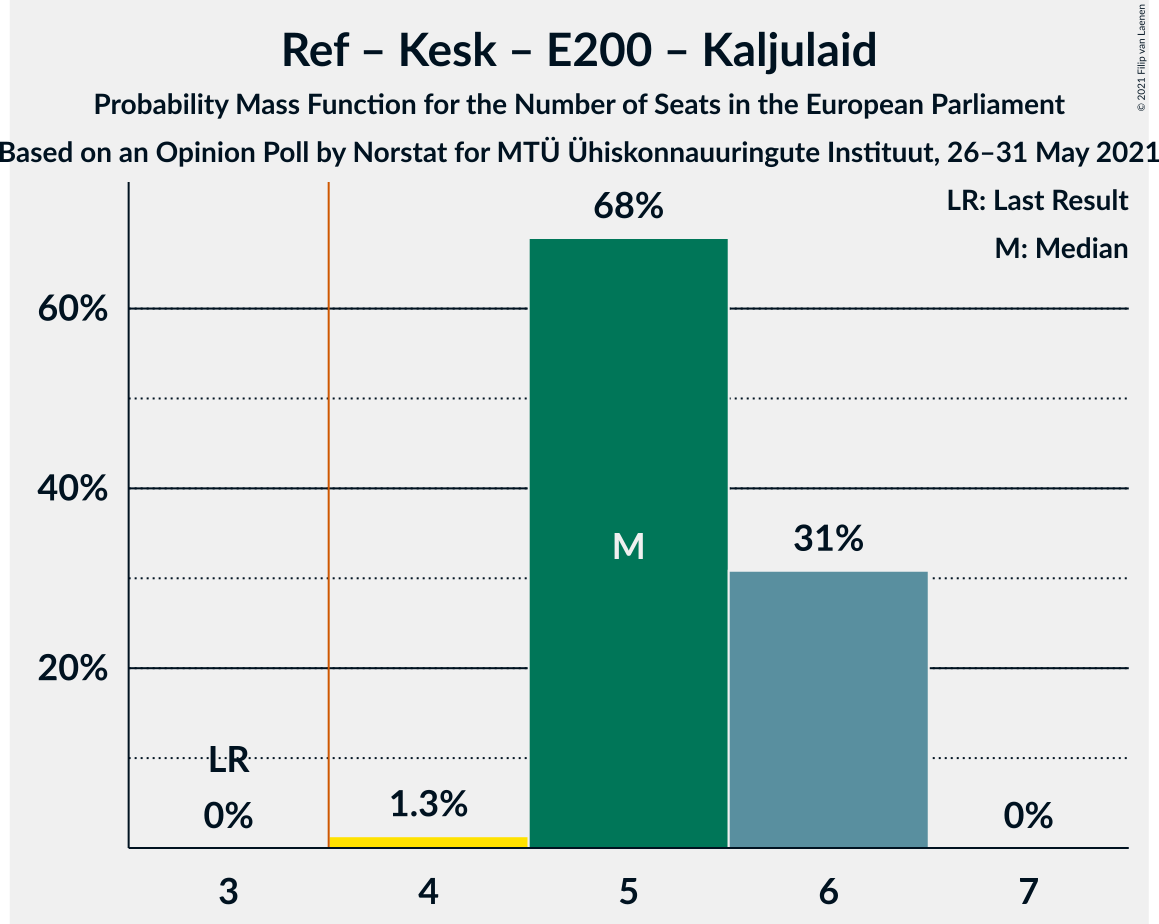 Ref – Kesk – E200 – Kaljulaid
Probability Mass Function for the Number of Seats in the European Parliament
Based on an Opinion Poll by Norstat for MTÜ Ühiskonnauuringute Instituut, 26–31 May 2021
© 2021 Filip van Laenen
LR: Last Result
M: Median
68%
60%
40%
31%
M
20%
LR
1.3%
0%
0%
3 4 5 6 7